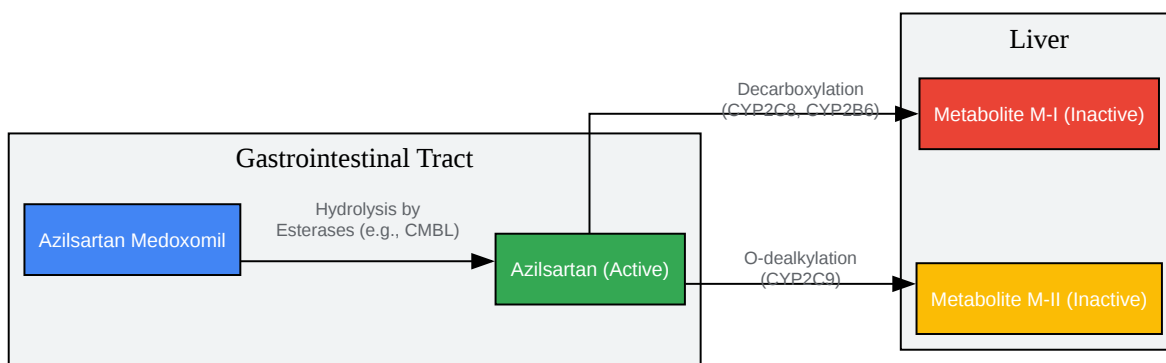 Liver
Decarboxylation
(CYP2C8, CYP2B6)
Metabolite M-I (Inactive)
Gastrointestinal Tract
Hydrolysis by
Esterases (e.g., CMBL)
Azilsartan Medoxomil
Azilsartan (Active)
O-dealkylation
(CYP2C9)
Metabolite M-II (Inactive)